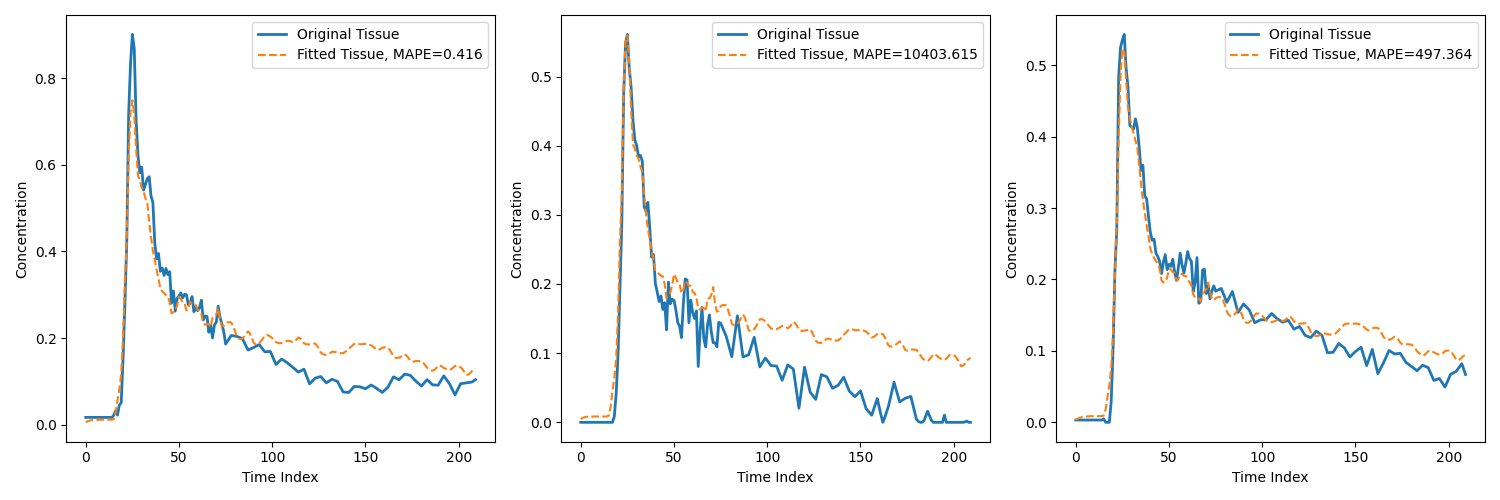 Original Tissue
Fitted Tissue, MAPE=0.416
Concentration
0.8
0.6
0.4
0.2
0.0
0 50 100 150 200
Time Index
Original Tissue
Fitted Tissue, MAPE=10403.615
Concentration
0.5
0.4
0.3
0.2
0.1
0.0
0 50 100 150 200
Time Index
Original Tissue
Fitted Tissue, MAPE=497.364
Concentration
0.5
0.4
0.3
0.2
0.1
0.0
0 50 100 150 200
Time Index